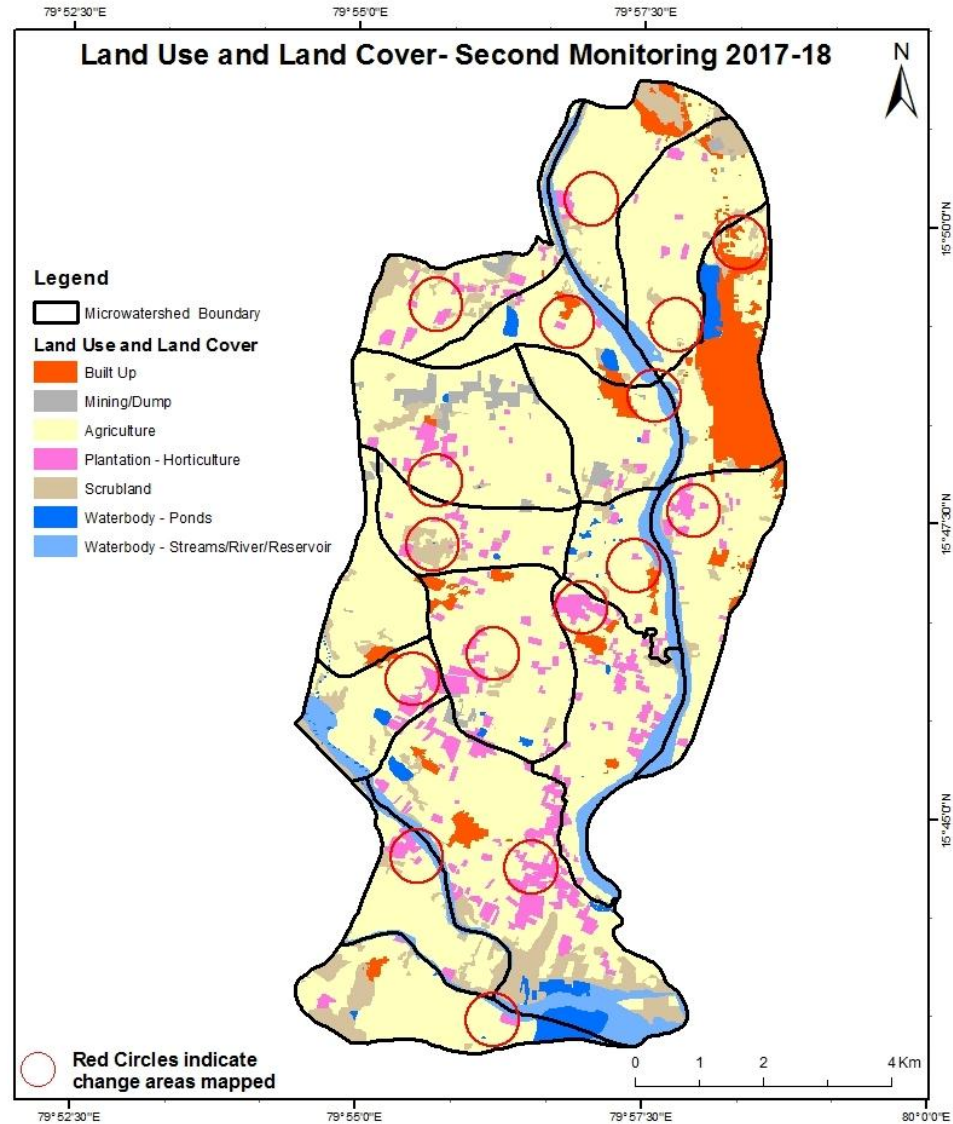 79°52'30"E 79°55'0"E 79°57'30"E
Land Use and Land Cover- Second Monitoring 2017-18
N
15°50'0"N
15°47'30"N
15°45'0"N
Legend
Microwatershed Boundary
Land Use and Land Cover
Built Up
Mining/Dump
Agriculture
Plantation - Horticulture
Scrubland
Waterbody - Ponds
Waterbody - Streams/River/Reservoir
Red Circles indicate
change areas mapped
0 1 2 4 Km
79°52'30"E 79°55'0"E 79°57'30"E 80°0'0"E